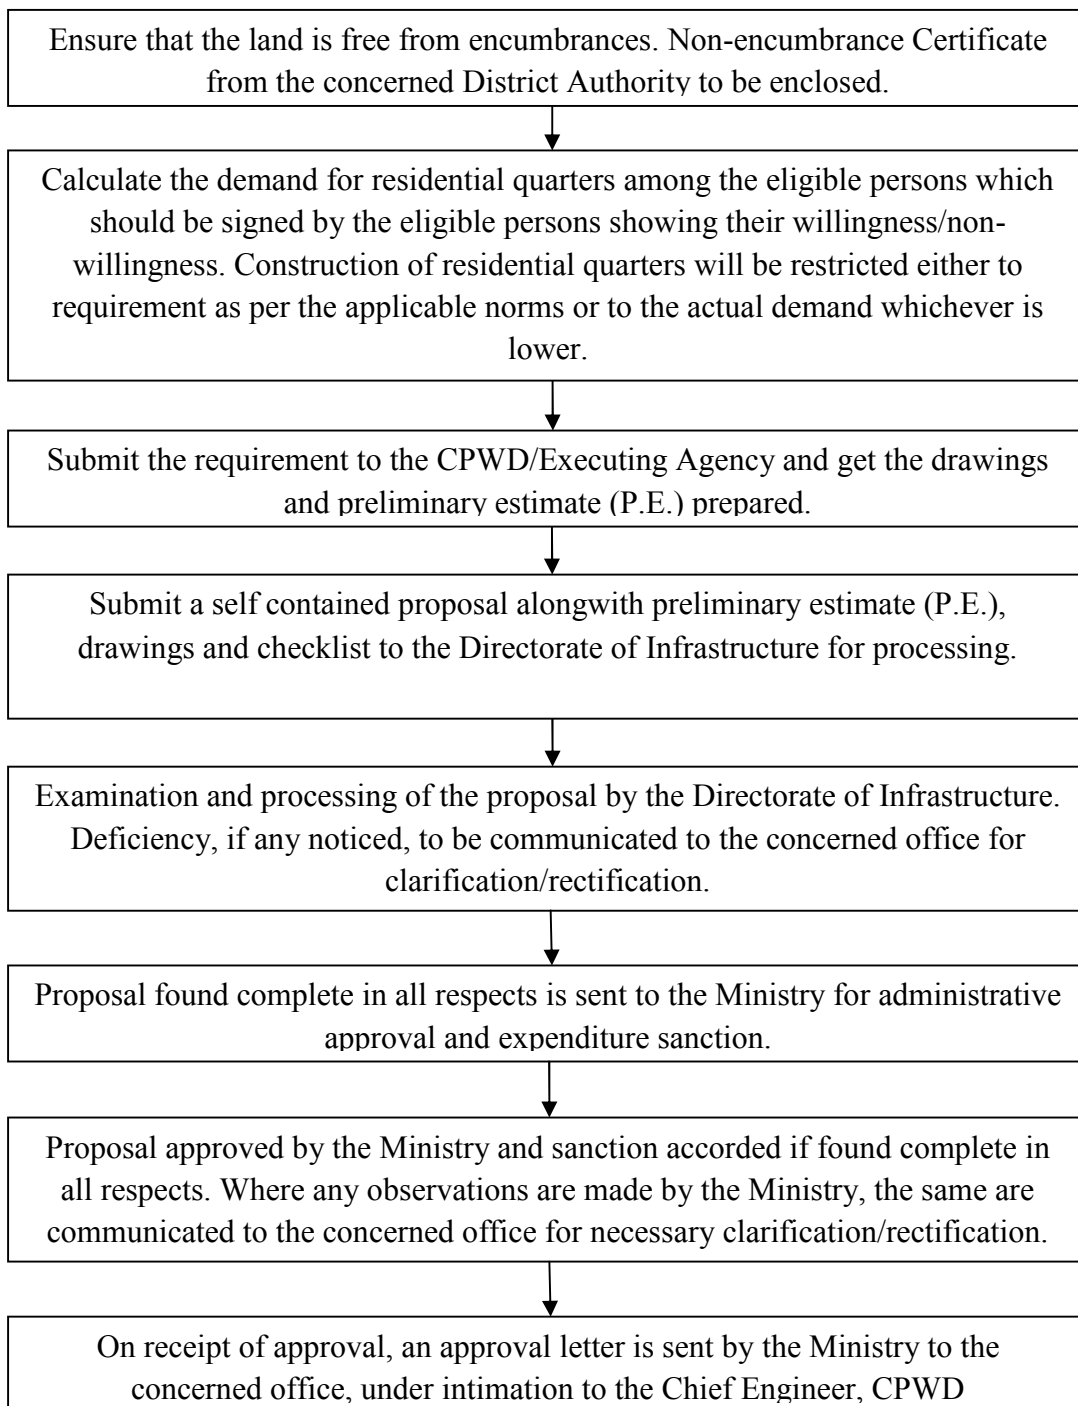 Ensure that the land is free from encumbrances. Non-encumbrance Certificate
from the concerned District Authority to be enclosed.
Calculate the demand for residential quarters among the eligible persons which
should be signed by the eligible persons showing their willingness/non-
willingness. Construction of residential quarters will be restricted either to
requirement as per the applicable norms or to the actual demand whichever is
lower.
Submit the requirement to the CPWD/Executing Agency and get the drawings
and preliminary estimate (P.E.) prepared.
Submit a self contained proposal alongwith preliminary estimate (P.E.),
drawings and checklist to the Directorate of Infrastructure for processing.
Examination and processing of the proposal by the Directorate of Infrastructure.
Deficiency, if any noticed, to be communicated to the concerned office for
clarification/rectification.
Proposal found complete in all respects is sent to the Ministry for administrative
approval and expenditure sanction.
Proposal approved by the Ministry and sanction accorded if found complete in
all respects. Where any observations are made by the Ministry, the same are
communicated to the concerned office for necessary clarification/rectification.
On receipt of approval, an approval letter is sent by the Ministry to the
concerned office, under intimation to the Chief Engineer, CPWD